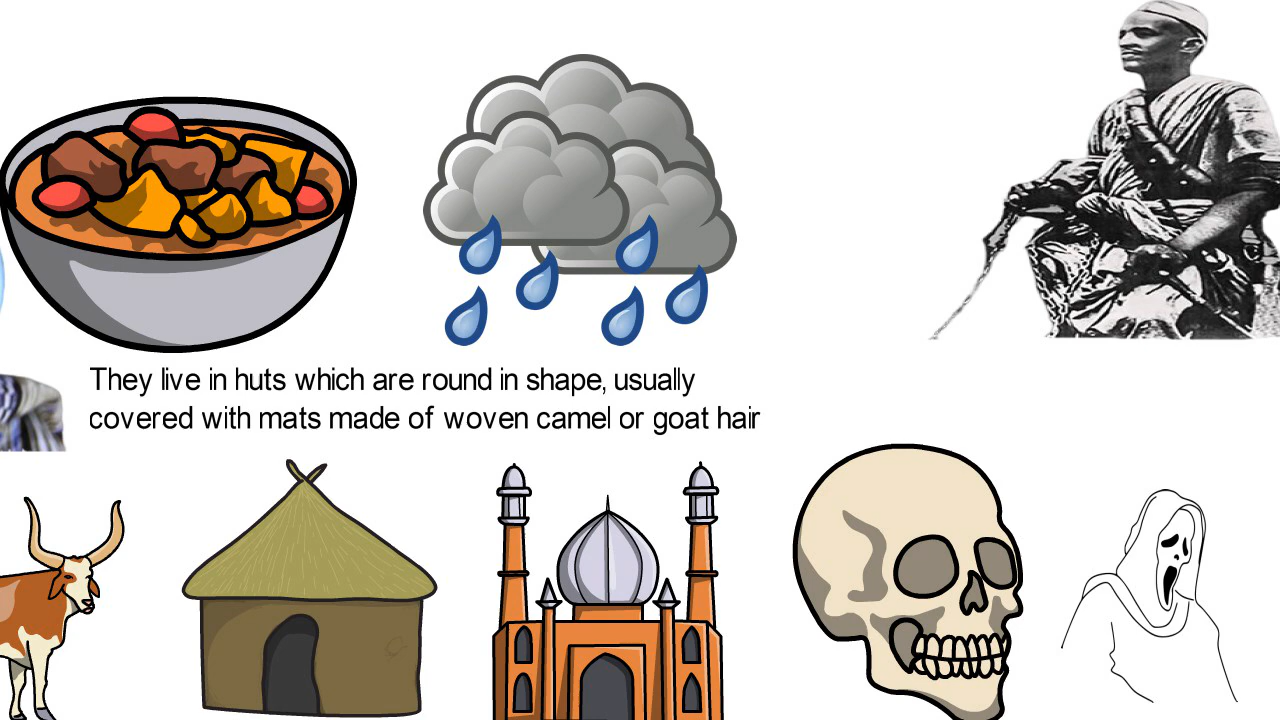 They live in huts which are round in shape, usually
covered with mats made of woven camel or goat hair